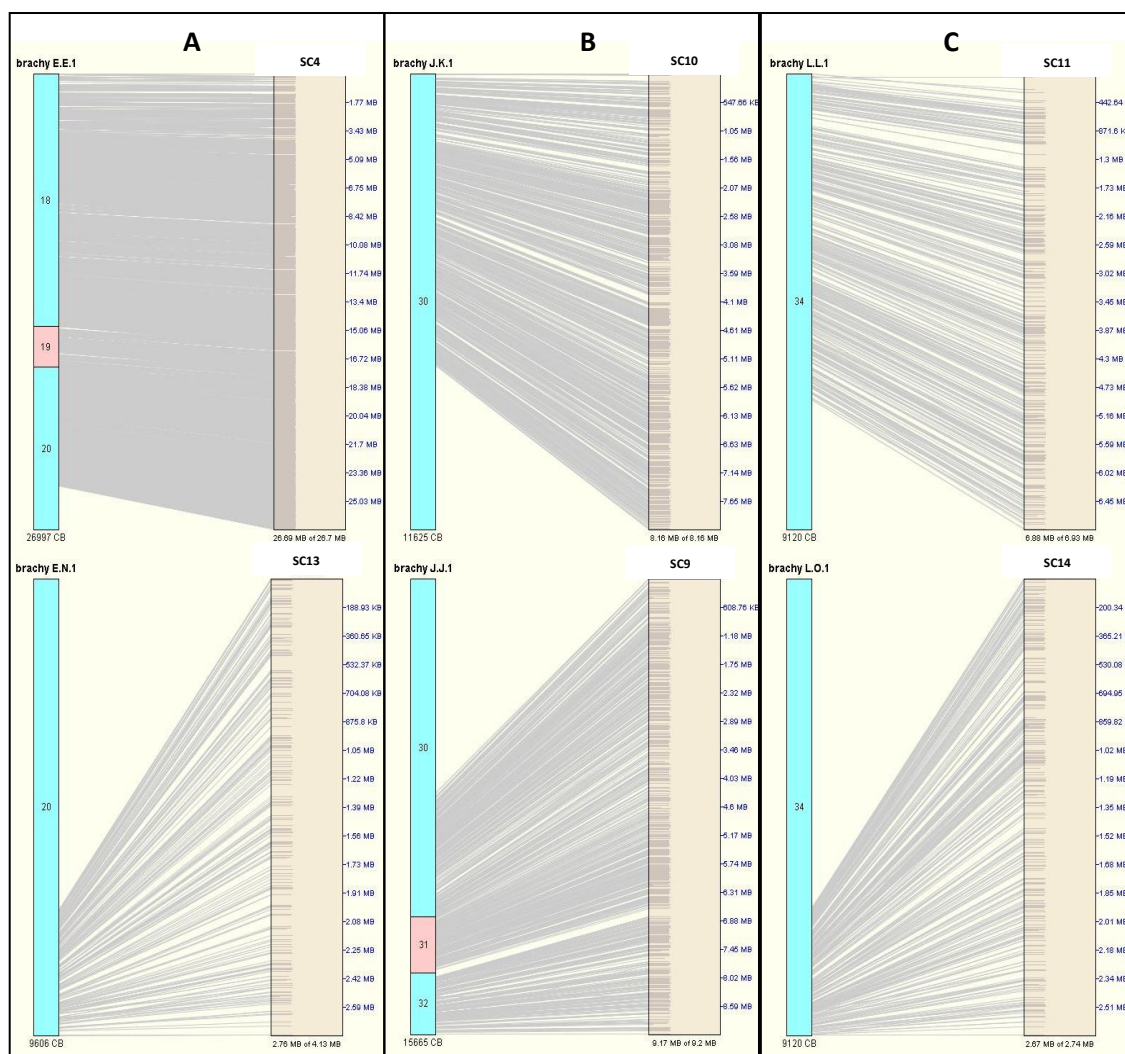 A
B
C
brachy E.E.1
SC4
18
19
20
1.77 MB
3.43 MB
5.09 MB
6.75 MB
8.42 MB
10.08 MB
11.74 MB
13.4 MB
15.06 MB
16.72 MB
18.38 MB
20.04 MB
21.7 MB
23.36 MB
25.03 MB
26997 CB
26.69 MB of 26.7 MB
brachy J.K.1
SC10
30
547.66 KB
1.05 MB
1.56 MB
2.07 MB
2.58 MB
3.08 MB
3.59 MB
4.1 MB
4.61 MB
5.11 MB
5.62 MB
6.13 MB
6.63 MB
7.14 MB
7.65 MB
11625 CB
8.16 MB of 8.16 MB
brachy L.L.1
SC11
34
442.64
871.6 K
1.3 MB
1.73 MB
2.16 MB
2.59 MB
3.02 MB
3.45 MB
3.87 MB
4.3 MB
4.73 MB
5.16 MB
5.59 MB
6.02 MB
6.45 MB
9120 CB
6.88 MB of 6.93 MB
brachy E.N.1
SC13
20
188.93 KB
360.65 KB
532.37 KB
704.08 KB
875.8 KB
1.05 MB
1.22 MB
1.39 MB
1.56 MB
1.73 MB
1.91 MB
2.08 MB
2.25 MB
2.42 MB
2.59 MB
9606 CB
2.76 MB of 4.13 MB
brachy J.J.1
SC9
30
31
32
608.76 KB
1.18 MB
1.75 MB
2.32 MB
2.89 MB
3.46 MB
4.03 MB
4.6 MB
5.17 MB
5.74 MB
6.31 MB
6.88 MB
7.45 MB
8.02 MB
8.59 MB
15665 CB
9.17 MB of 9.2 MB
brachy L.O.1
SC14
34
200.34
365.21
530.08
694.95
859.82
1.02 MB
1.19 MB
1.35 MB
1.52 MB
1.68 MB
1.85 MB
2.01 MB
2.18 MB
2.34 MB
2.51 MB
9120 CB
2.67 MB of 2.74 MB